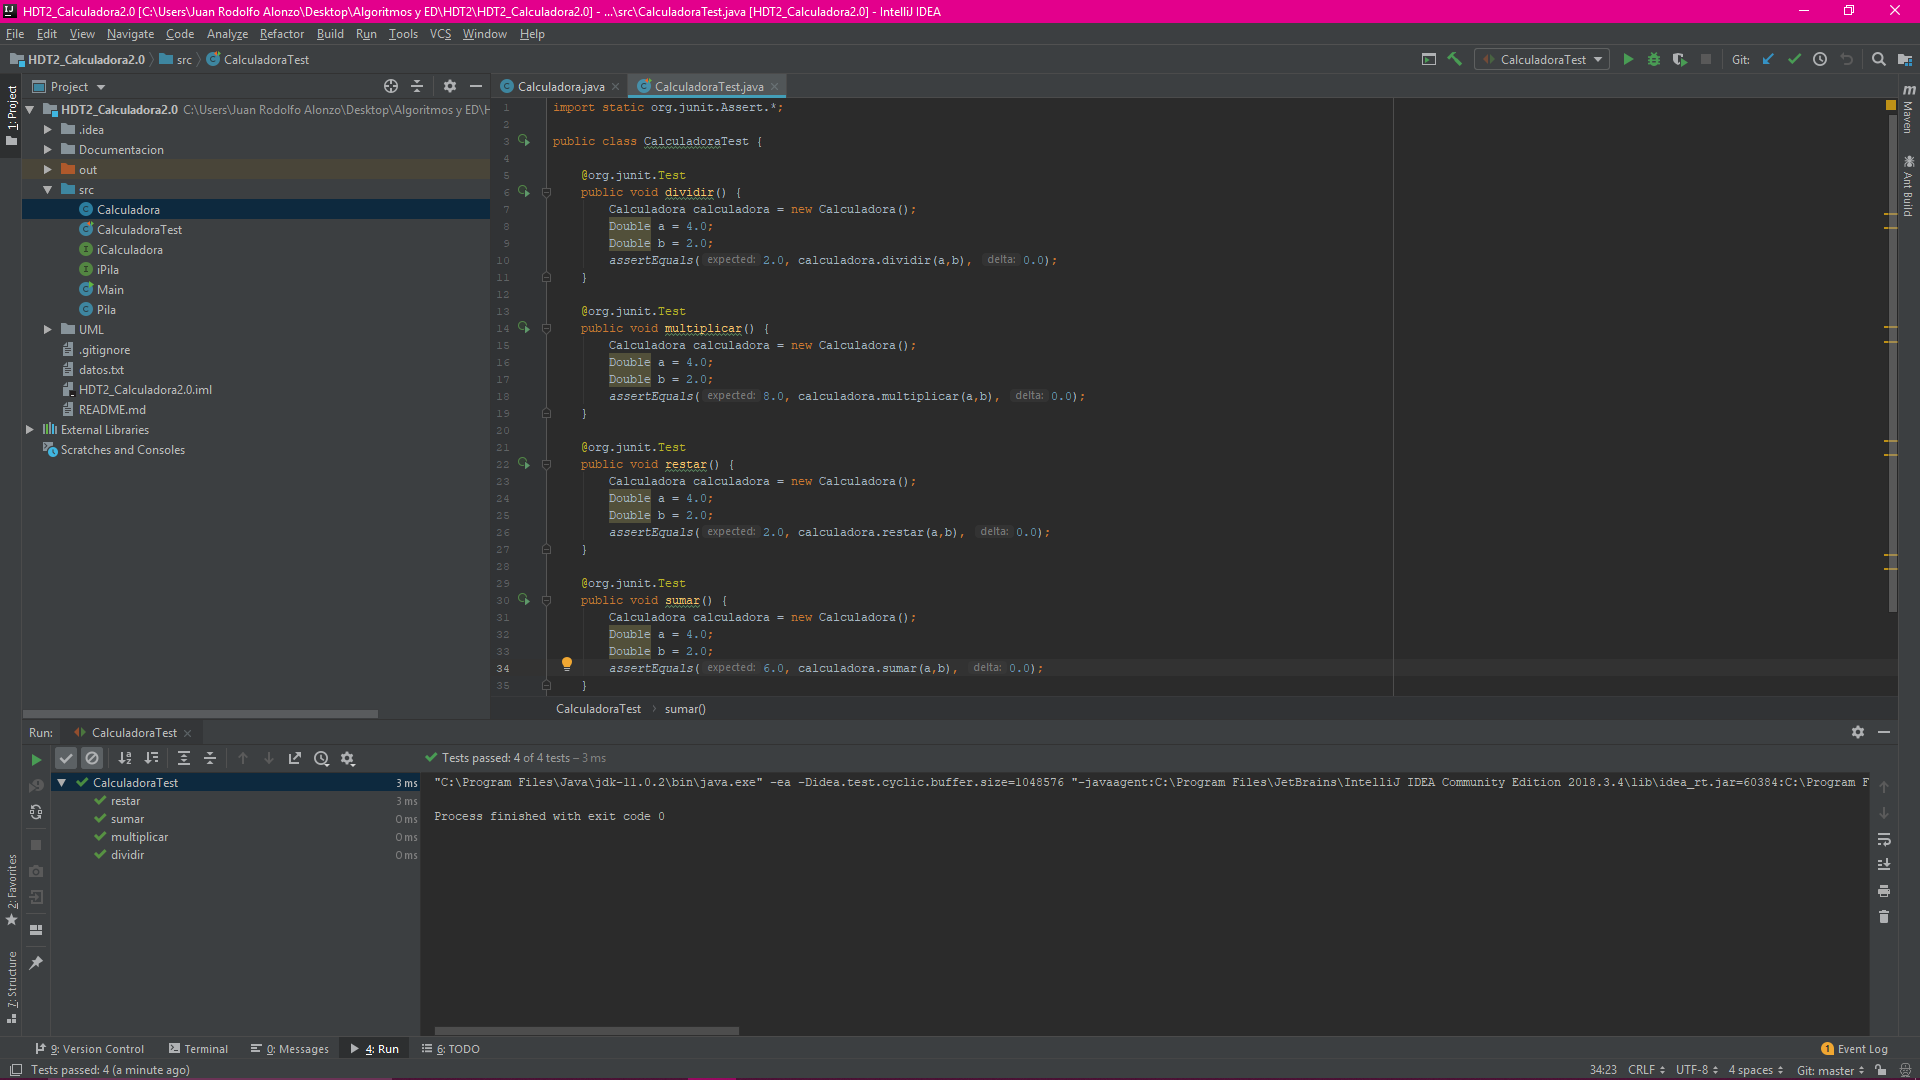 HDT2_Calculadora2.0 [C:\Users\Juan Rodolfo Alonzo\Desktop\Algoritmos y ED\HDT2\HDT2_Calculadora2.0] - ...\src\CalculadoraTest.java [HDT2_Calculadora2.0] - IntelliJ IDEA
File Edit View Navigate Code Analyze Refactor Build Run Tools VCS Window Help
HDT2_Calculadora2.0 src CalculadoraTest
CalculadoraTest Git:
Project
1: Project
HDT2_Calculadora2.0 C:\Users\Juan Rodolfo Alonzo\Desktop\Algoritmos y ED\H
.idea
Documentacion
out
src
Calculadora
CalculadoraTest
iCalculadora
iPila
Main
Pila
UML
.gitignore
datos.txt
HDT2_Calculadora2.0.iml
README.md
External Libraries
Scratches and Consoles
Calculadora.java CalculadoraTest.java
1 import static org.junit.Assert.*;
2
3 public class CalculadoraTest {
4
5 @org.junit.Test
6 public void dividir() {
7 Calculadora calculadora = new Calculadora();
8 Double a = 4.0;
9 Double b = 2.0;
10 assertEquals( expected: 2.0, calculadora.dividir(a,b), delta: 0.0);
11 }
12
13 @org.junit.Test
14 public void multiplicar() {
15 Calculadora calculadora = new Calculadora();
16 Double a = 4.0;
17 Double b = 2.0;
18 assertEquals( expected: 8.0, calculadora.multiplicar(a,b), delta: 0.0);
19 }
20
21 @org.junit.Test
22 public void restar() {
23 Calculadora calculadora = new Calculadora();
24 Double a = 4.0;
25 Double b = 2.0;
26 assertEquals( expected: 2.0, calculadora.restar(a,b), delta: 0.0);
27 }
28
29 @org.junit.Test
30 public void sumar() {
31 Calculadora calculadora = new Calculadora();
32 Double a = 4.0;
33 Double b = 2.0;
34 assertEquals( expected: 6.0, calculadora.sumar(a,b), delta: 0.0);
35 }
CalculadoraTest › sumar()
Maven
Ant Build
Run: CalculadoraTest
Tests passed: 4 of 4 tests – 3 ms
CalculadoraTest 3 ms
restar 3 ms
sumar 0 ms
multiplicar 0 ms
dividir 0 ms
"C:\Program Files\Java\jdk-11.0.2\bin\java.exe" -ea -Didea.test.cyclic.buffer.size=1048576 "-javaagent:C:\Program Files\JetBrains\IntelliJ IDEA Community Edition 2018.3.4\lib\idea_rt.jar=60384:C:\Program F
Process finished with exit code 0
2: Favorites
7: Structure
9: Version Control Terminal 0: Messages 4: Run 6: TODO
1 Event Log
Tests passed: 4 (a minute ago)
34:23 CRLF UTF-8 4 spaces Git: master